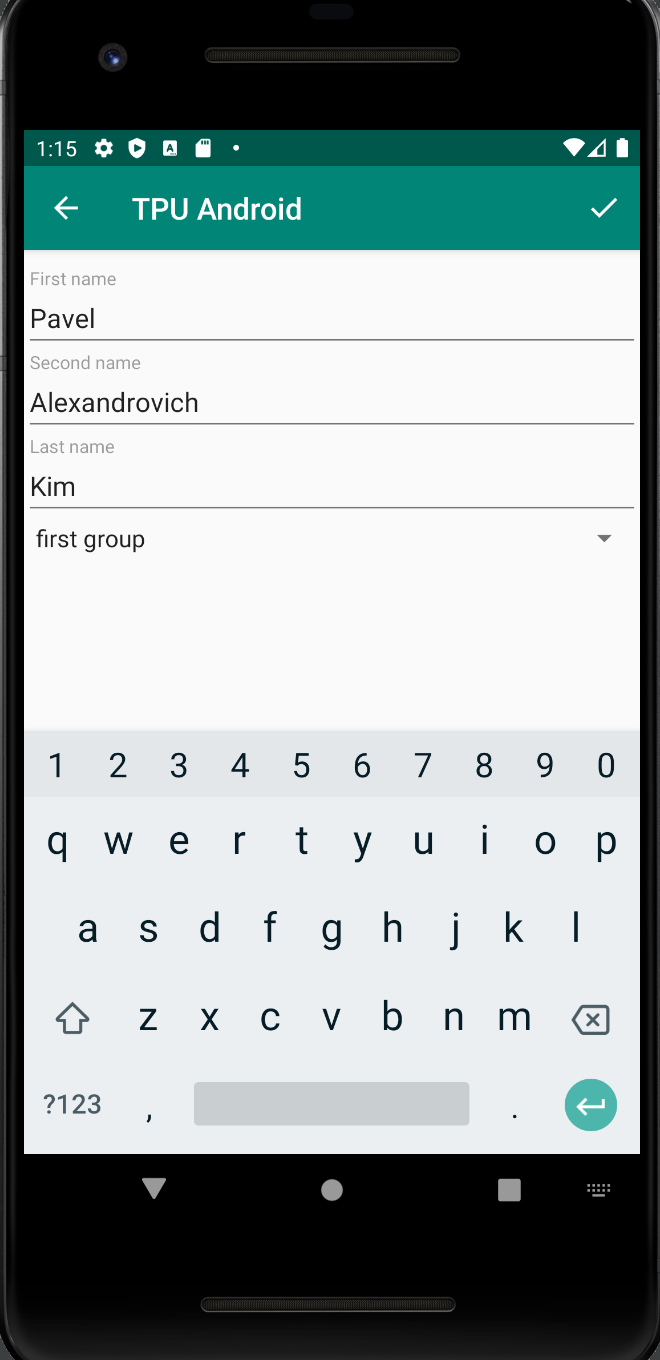 1:15
TPU Android
First name
Pavel
Second name
Alexandrovich
Last name
Kim
first group
1 2 3 4 5 6 7 8 9 0
q w e r t y u i o p
a s d f g h j k l
z x c v b n m
?123 , .